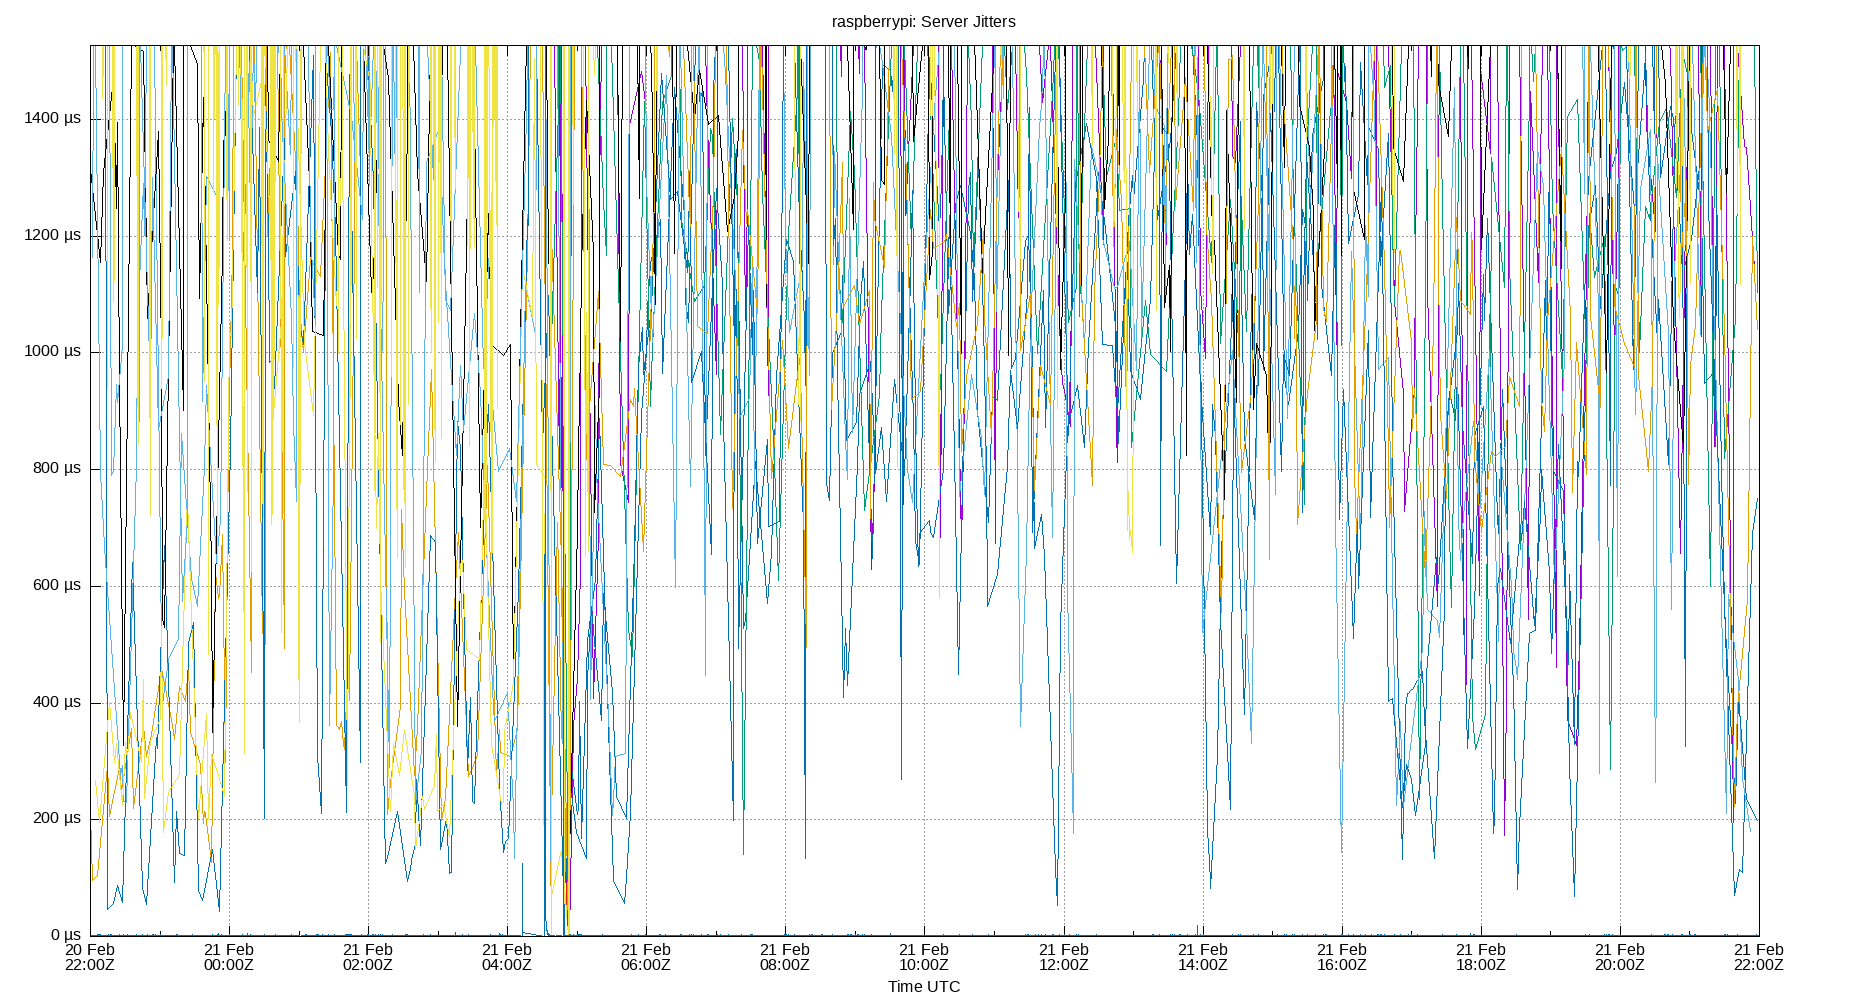 raspberrypi: Server Jitters
1400 µs
1200 µs
1000 µs
800 µs
600 µs
400 µs
200 µs
0 µs
20 Feb 21 Feb 21 Feb 21 Feb 21 Feb 21 Feb 21 Feb 21 Feb 21 Feb 21 Feb 21 Feb 21 Feb 21 Feb
22:00Z 00:00Z 02:00Z 04:00Z 06:00Z 08:00Z 10:00Z 12:00Z 14:00Z 16:00Z 18:00Z 20:00Z 22:00Z
Time UTC